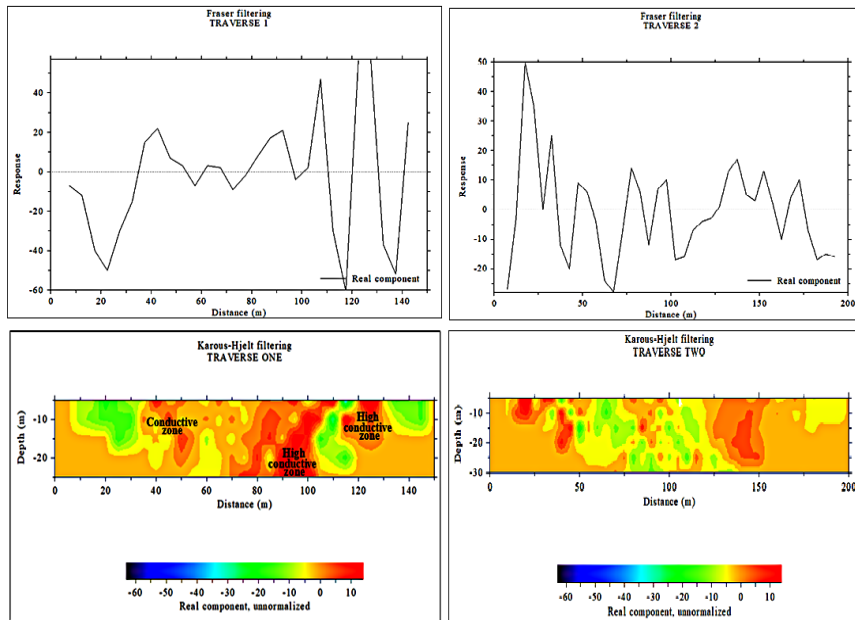 Fraser filtering
TRAVERSE 1
40
20
0
-20
-40
-60
Response
Real component
0 20 40 60 80 100 120 140
Distance (m)
Fraser filtering
TRAVERSE 2
50
40
30
20
10
0
-10
-20
Response
Real component
0 50 100 150 200
Distance (m)
Karous-Hjelt filtering
TRAVERSE ONE
-10
-20
Depth (m)
Conductive
zone
High
conductive
zone
High
conductive
zone
0 20 40 60 80 100 120 140
Distance (m)
-60 -50 -40 -30 -20 -10 0 10
Real component, unnormalized
Karous-Hjelt filtering
TRAVERSE TWO
-10
-20
-30
Depth (m)
0 50 100 150 200
Distance (m)
-60 -50 -40 -30 -20 -10 0 10
Real component, unnormalized